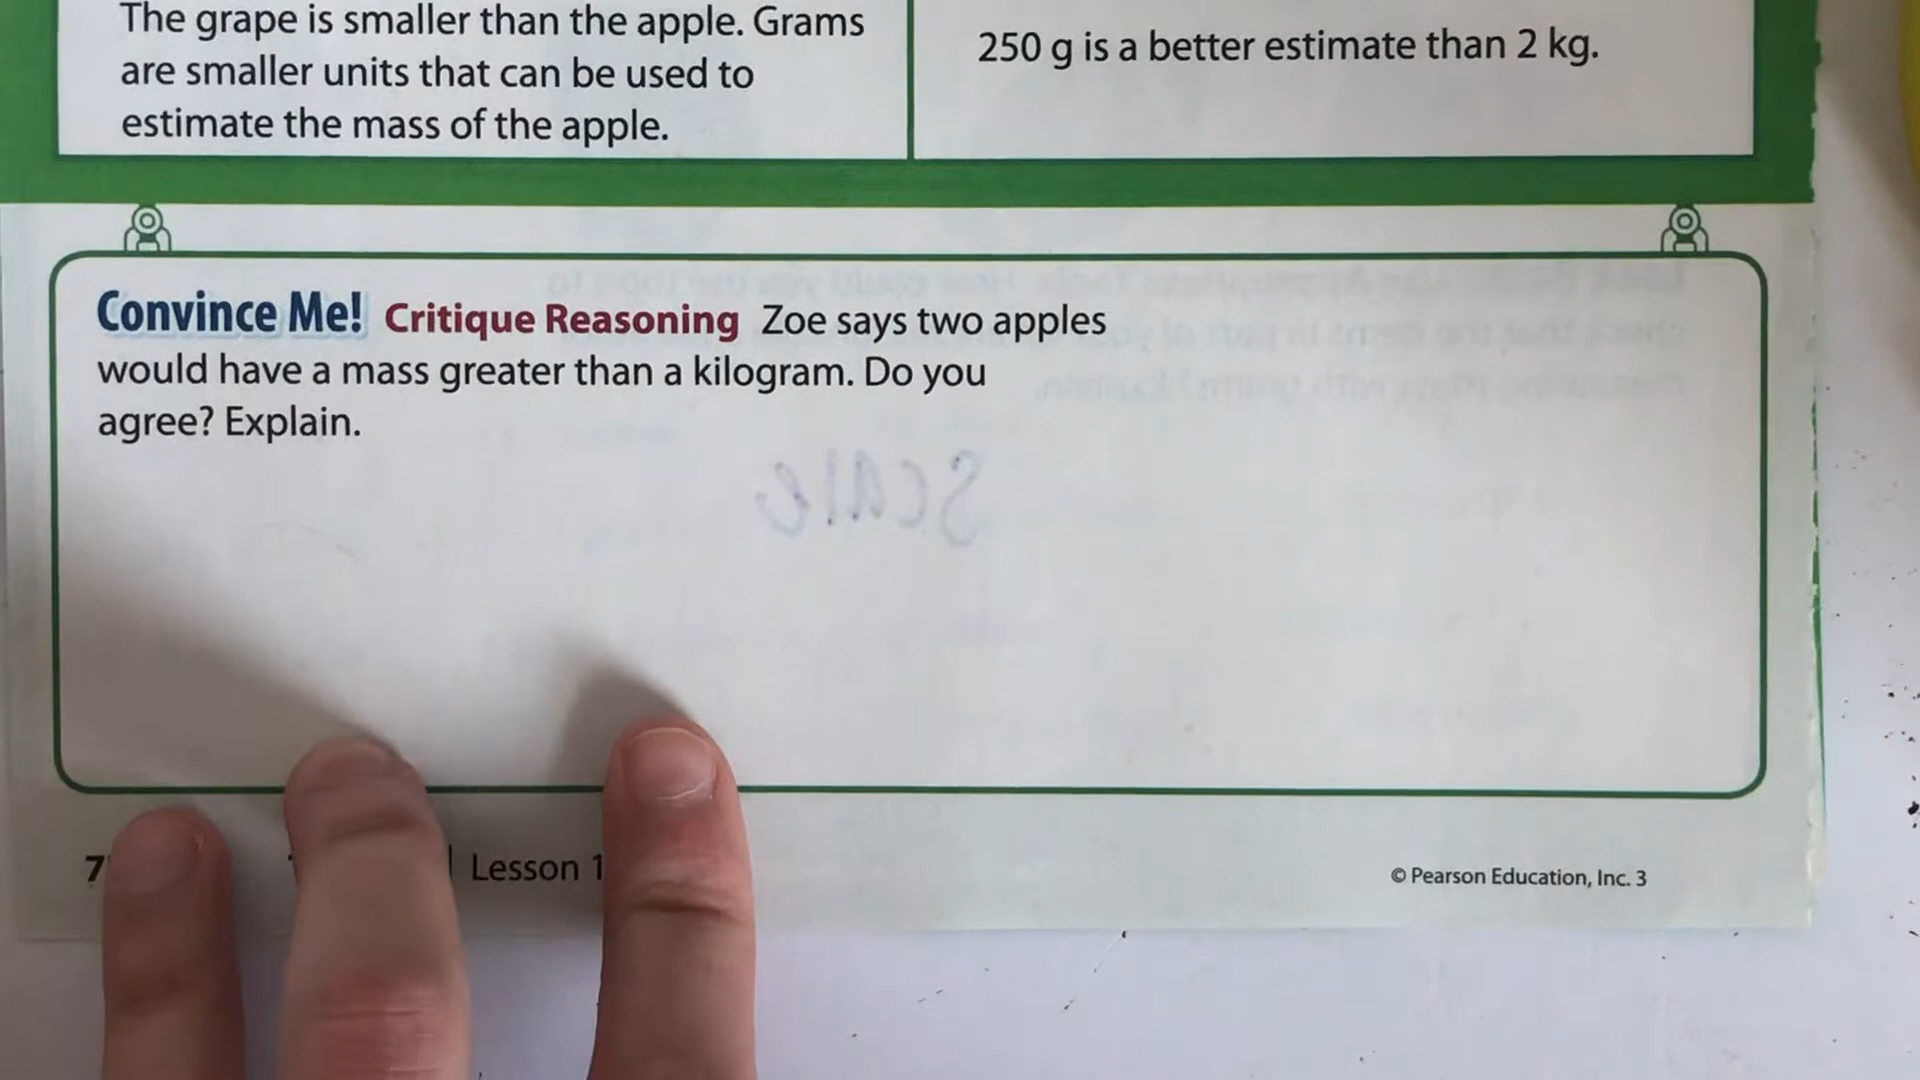 The grape is smaller than the apple. Grams
are smaller units that can be used to
estimate the mass of the apple.
250 g is a better estimate than 2 kg.
Convince Me! Critique Reasoning Zoe says two apples
would have a mass greater than a kilogram. Do you
agree? Explain.
scale
7
Lesson 1
© Pearson Education, Inc. 3